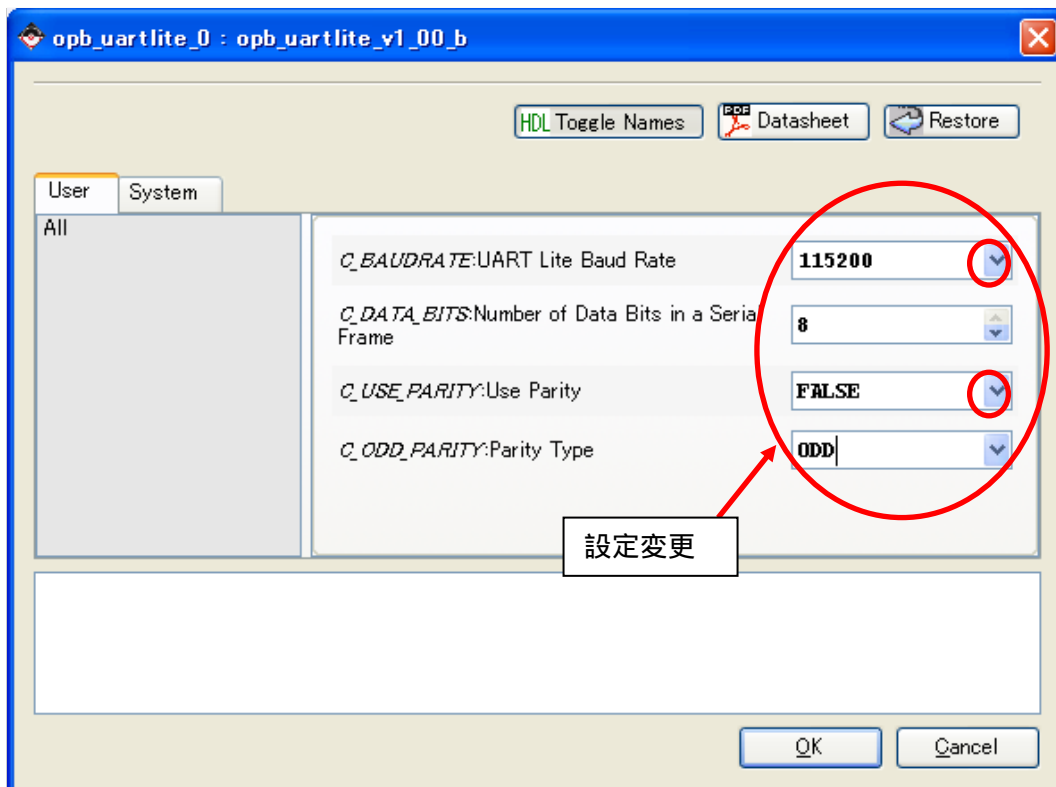 opb_uartlite_0 : opb_uartlite_v1_00_b
HDL Toggle Names
PDF Datasheet
Restore
User
System
All
C_BAUDRATE:UART Lite Baud Rate
115200
C_DATA_BITS:Number of Data Bits in a Serial
Frame
8
C_USE_PARITY:Use Parity
FALSE
C_ODD_PARITY:Parity Type
ODD
設定変更
OK
Cancel